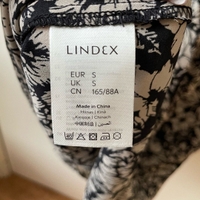 LINDEX
EUR S
UK S
CN 165/88A
Made in China